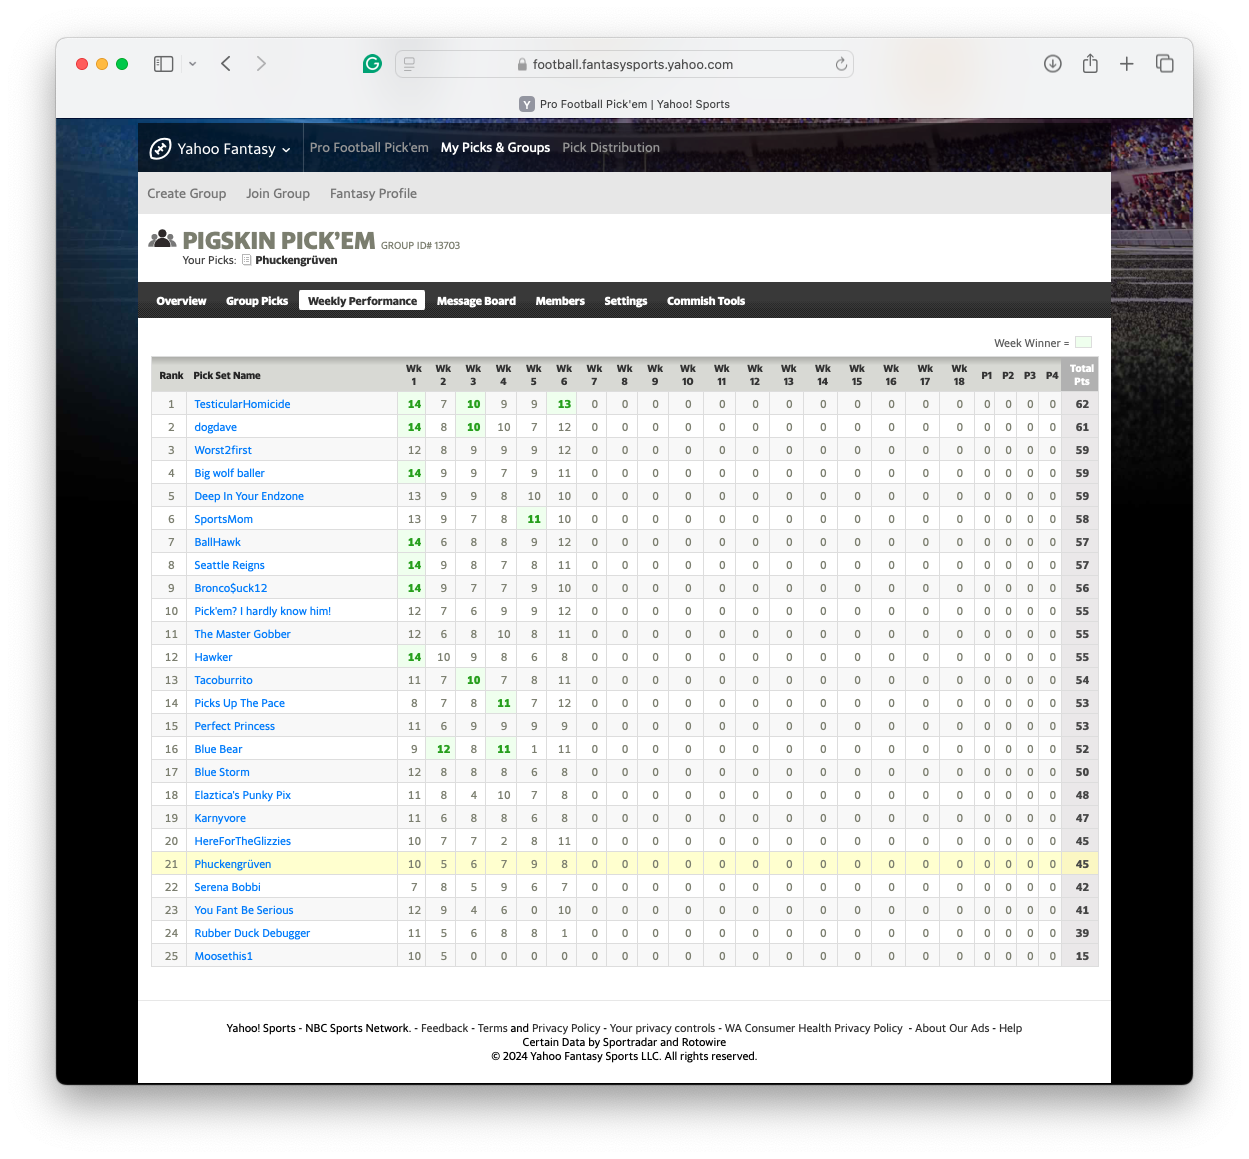 football.fantasysports.yahoo.com
Y Pro Football Pick'em | Yahoo! Sports
Yahoo Fantasy Pro Football Pick'em My Picks & Groups Pick Distribution
Create Group Join Group Fantasy Profile
PIGSKIN PICK'EM GROUP ID# 13703
Your Picks: Phuckengrüven
Overview Group Picks Weekly Performance Message Board Members Settings Commish Tools
Week Winner =
Rank Pick Set Name Wk 1 Wk 2 Wk 3 Wk 4 Wk 5 Wk 6 Wk 7 Wk 8 Wk 9 Wk 10 Wk 11 Wk 12 Wk 13 Wk 14 Wk 15 Wk 16 Wk 17 Wk 18 P1 P2 P3 P4 Total Pts
1 TesticularHomicide 14 7 10 9 9 13 0 0 0 0 0 0 0 0 0 0 0 0 0 0 0 0 62
2 dogdave 14 8 10 10 7 12 0 0 0 0 0 0 0 0 0 0 0 0 0 0 0 0 61
3 Worst2first 12 8 9 9 9 12 0 0 0 0 0 0 0 0 0 0 0 0 0 0 0 0 59
4 Big wolf baller 14 9 9 7 9 11 0 0 0 0 0 0 0 0 0 0 0 0 0 0 0 0 59
5 Deep In Your Endzone 13 9 9 8 10 10 0 0 0 0 0 0 0 0 0 0 0 0 0 0 0 0 59
6 SportsMom 13 9 7 8 11 10 0 0 0 0 0 0 0 0 0 0 0 0 0 0 0 0 58
7 BallHawk 14 6 8 8 9 12 0 0 0 0 0 0 0 0 0 0 0 0 0 0 0 0 57
8 Seattle Reigns 14 9 8 7 8 11 0 0 0 0 0 0 0 0 0 0 0 0 0 0 0 0 57
9 Bronco$uck12 14 9 7 7 9 10 0 0 0 0 0 0 0 0 0 0 0 0 0 0 0 0 56
10 Pick'em? I hardly know him! 12 7 6 9 9 12 0 0 0 0 0 0 0 0 0 0 0 0 0 0 0 0 55
11 The Master Gobber 12 6 8 10 8 11 0 0 0 0 0 0 0 0 0 0 0 0 0 0 0 0 55
12 Hawker 14 10 9 8 6 8 0 0 0 0 0 0 0 0 0 0 0 0 0 0 0 0 55
13 Tacoburrito 11 7 10 7 8 11 0 0 0 0 0 0 0 0 0 0 0 0 0 0 0 0 54
14 Picks Up The Pace 8 7 8 11 7 12 0 0 0 0 0 0 0 0 0 0 0 0 0 0 0 0 53
15 Perfect Princess 11 6 9 9 9 9 0 0 0 0 0 0 0 0 0 0 0 0 0 0 0 0 53
16 Blue Bear 9 12 8 11 1 11 0 0 0 0 0 0 0 0 0 0 0 0 0 0 0 0 52
17 Blue Storm 12 8 8 8 6 8 0 0 0 0 0 0 0 0 0 0 0 0 0 0 0 0 50
18 Elaztica's Punky Pix 11 8 4 10 7 8 0 0 0 0 0 0 0 0 0 0 0 0 0 0 0 0 48
19 Karnyvore 11 6 8 8 6 8 0 0 0 0 0 0 0 0 0 0 0 0 0 0 0 0 47
20 HereForTheGlizzies 10 7 7 2 8 11 0 0 0 0 0 0 0 0 0 0 0 0 0 0 0 0 45
21 Phuckengrüven 10 5 6 7 9 8 0 0 0 0 0 0 0 0 0 0 0 0 0 0 0 0 45
22 Serena Bobbi 7 8 5 9 6 7 0 0 0 0 0 0 0 0 0 0 0 0 0 0 0 0 42
23 You Fant Be Serious 12 9 4 6 0 10 0 0 0 0 0 0 0 0 0 0 0 0 0 0 0 0 41
24 Rubber Duck Debugger 11 5 6 8 8 1 0 0 0 0 0 0 0 0 0 0 0 0 0 0 0 0 39
25 Moosethis1 10 5 0 0 0 0 0 0 0 0 0 0 0 0 0 0 0 0 0 0 0 0 15
Yahoo! Sports - NBC Sports Network. - Feedback - Terms and Privacy Policy - Your privacy controls - WA Consumer Health Privacy Policy - About Our Ads - Help
Certain Data by Sportradar and Rotowire
© 2024 Yahoo Fantasy Sports LLC. All rights reserved.